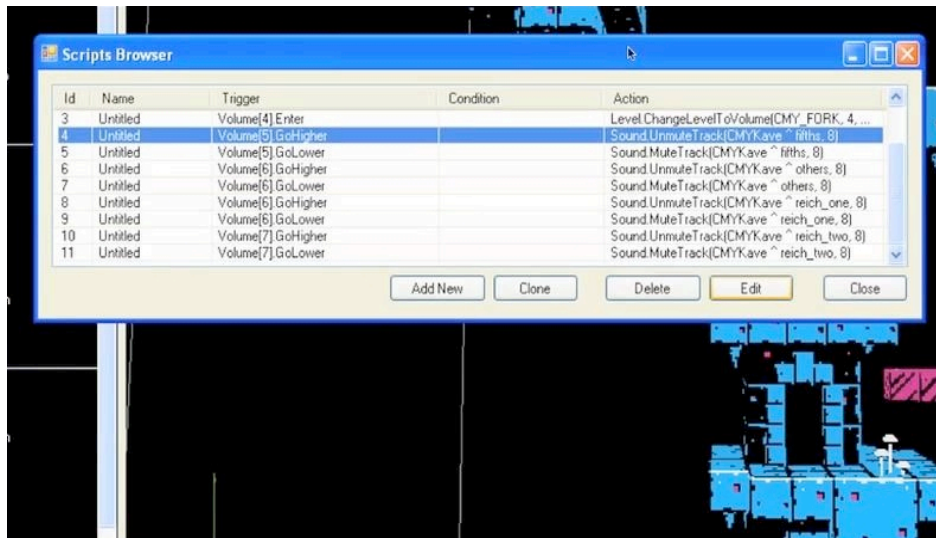 Scripts Browser
Id Name Trigger Condition Action
3 Untitled Volume[4].Enter Level.ChangeLevelToVolume(CMY_FORK, 4, ...
4 Untitled Volume[5].GoHigher Sound.UnmuteTrack(CMYKave ^ fifths, 8)
5 Untitled Volume[5].GoLower Sound.MuteTrack(CMYKave ^ fifths, 8)
6 Untitled Volume[6].GoHigher Sound.UnmuteTrack(CMYKave ^ others, 8)
7 Untitled Volume[6].GoLower Sound.MuteTrack(CMYKave ^ others, 8)
8 Untitled Volume[6].GoHigher Sound.UnmuteTrack(CMYKave ^ reich_one, 8)
9 Untitled Volume[6].GoLower Sound.MuteTrack(CMYKave ^ reich_one, 8)
10 Untitled Volume[7].GoHigher Sound.UnmuteTrack(CMYKave ^ reich_two, 8)
11 Untitled Volume[7].GoLower Sound.MuteTrack(CMYKave ^ reich_two, 8)
Add New Clone Delete Edit Close